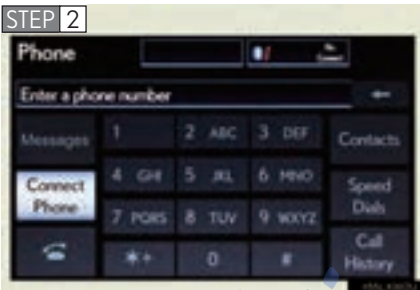 STEP 2
Phone
Enter a phone number
Messages 1 2 ABC 3 DEF Contacts
Connect Phone 4 GHI 5 JKL 6 MNO Speed Dials
7 PQRS 8 TUV 9 WXYZ
*+ 0 # Call History